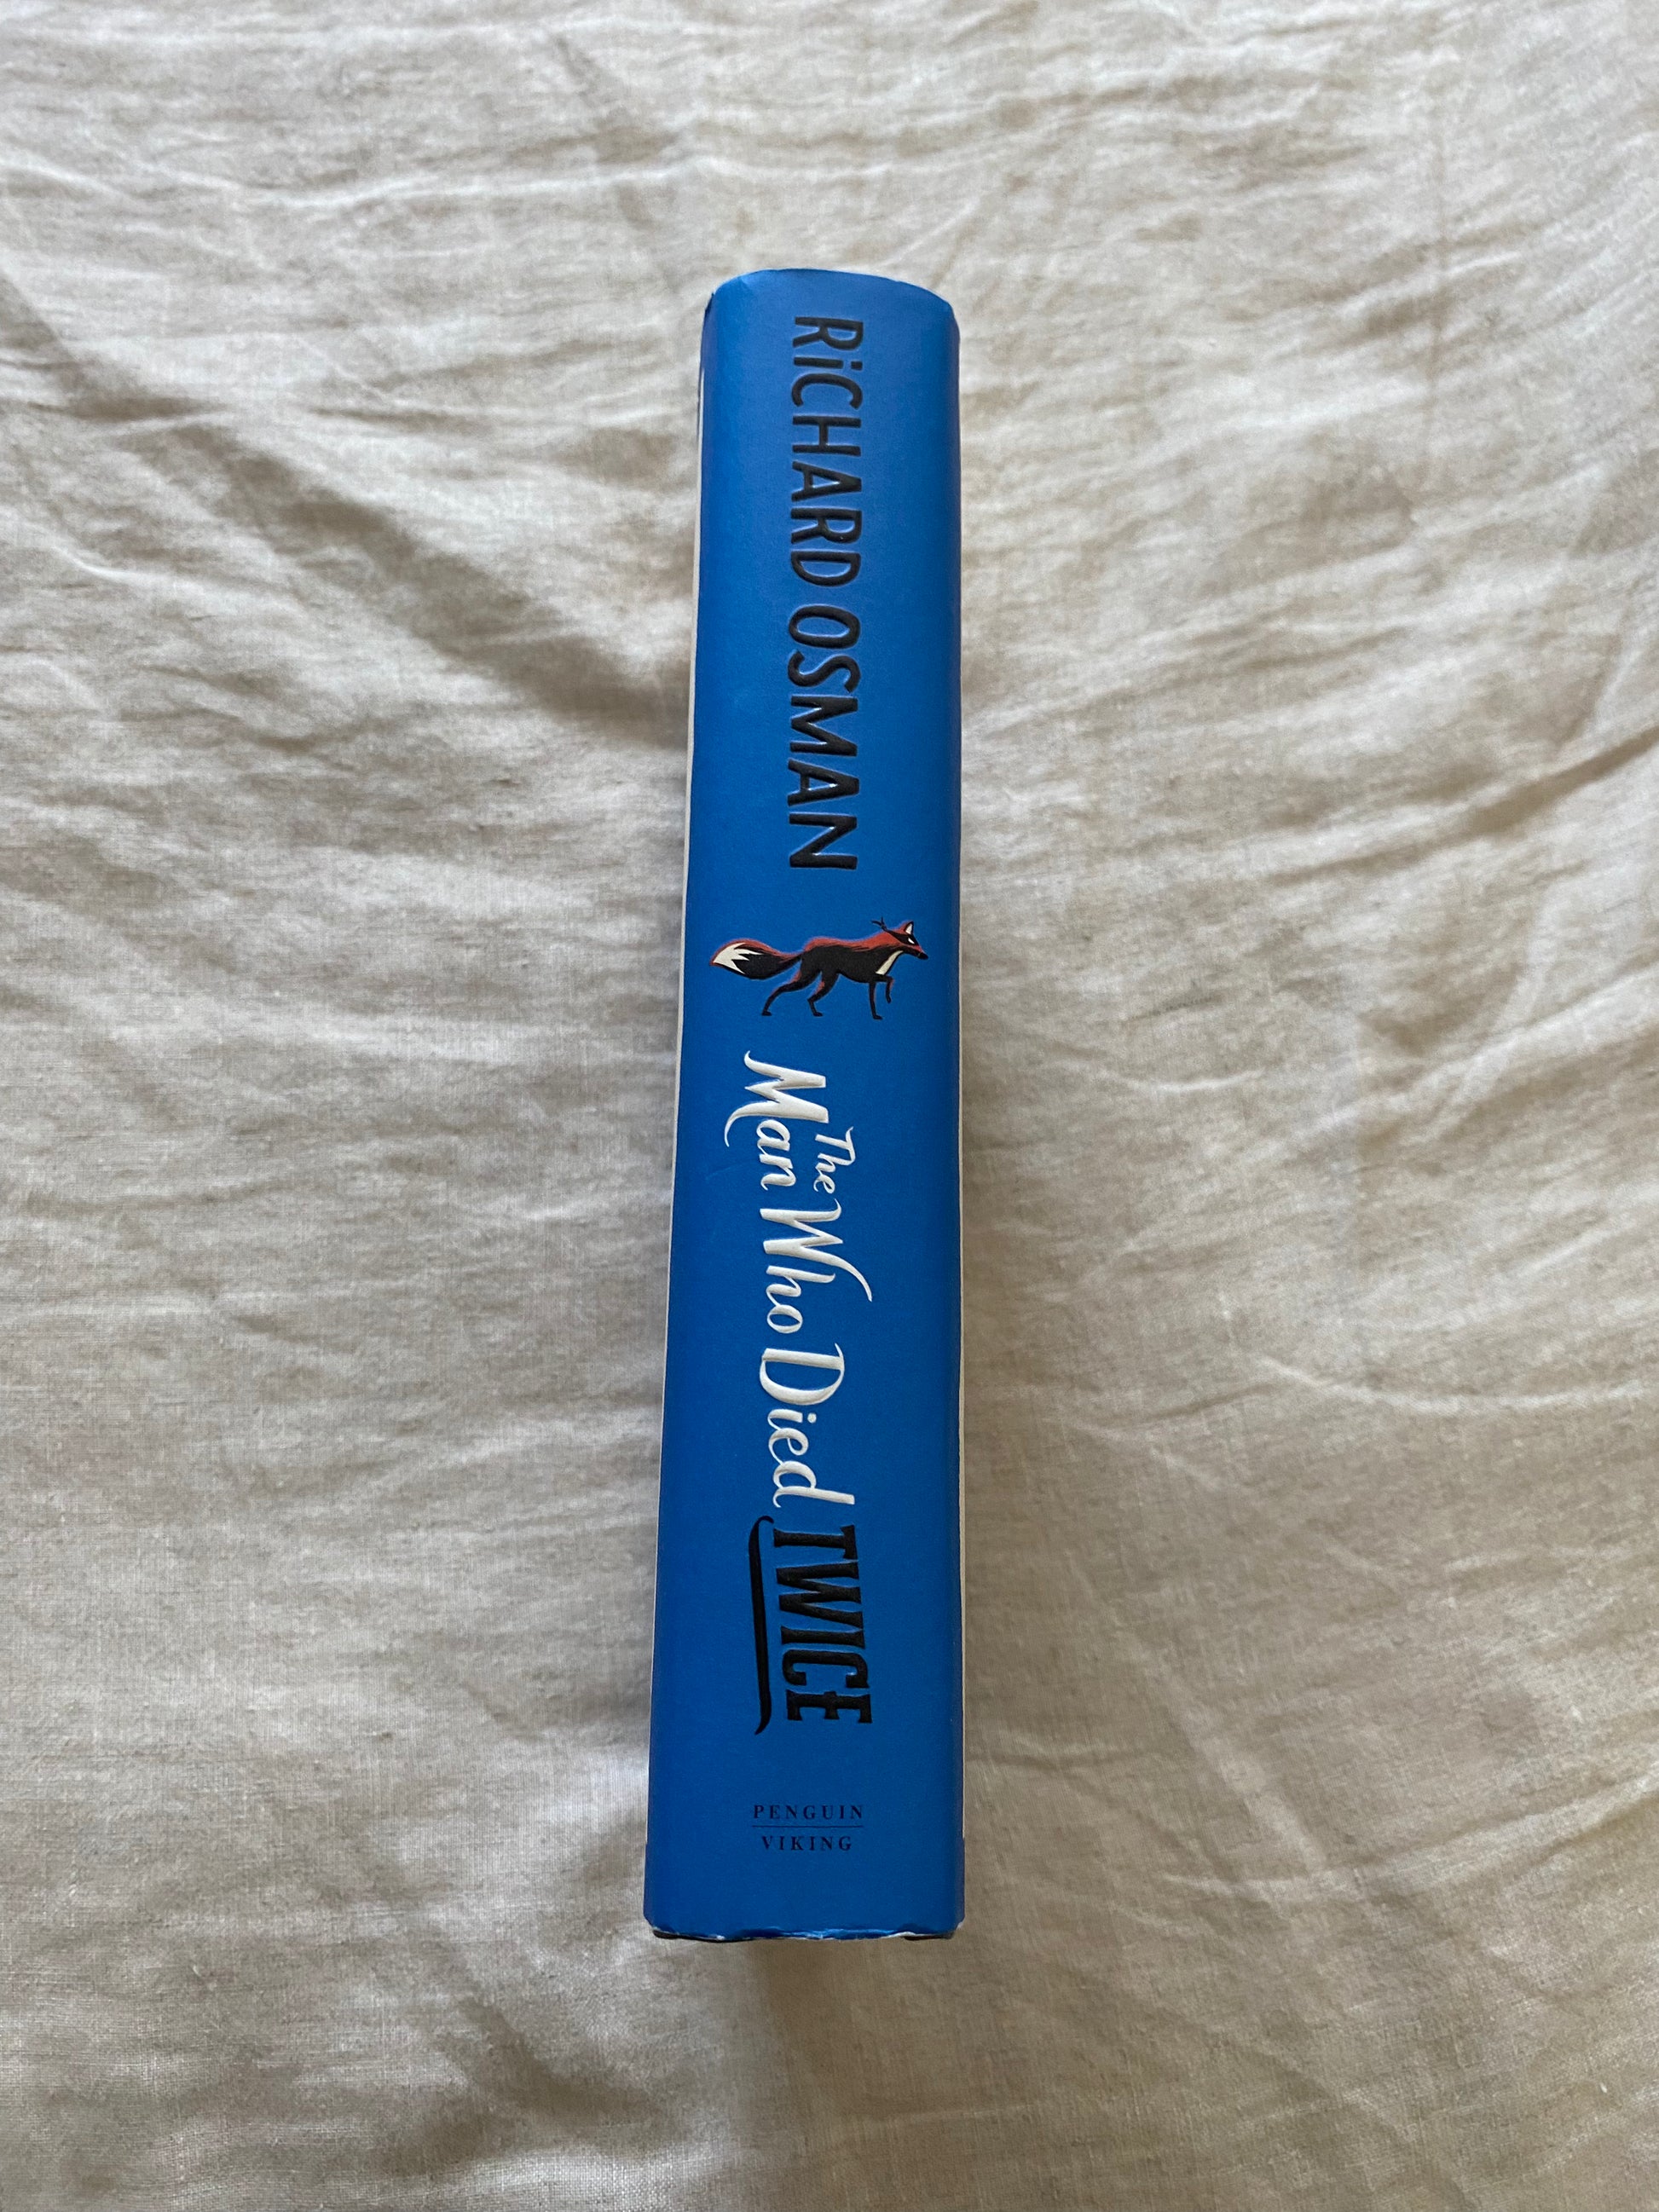 RiCHARD OSMAN
The
Man Who Died TWICE
PENGUIN
VIKING